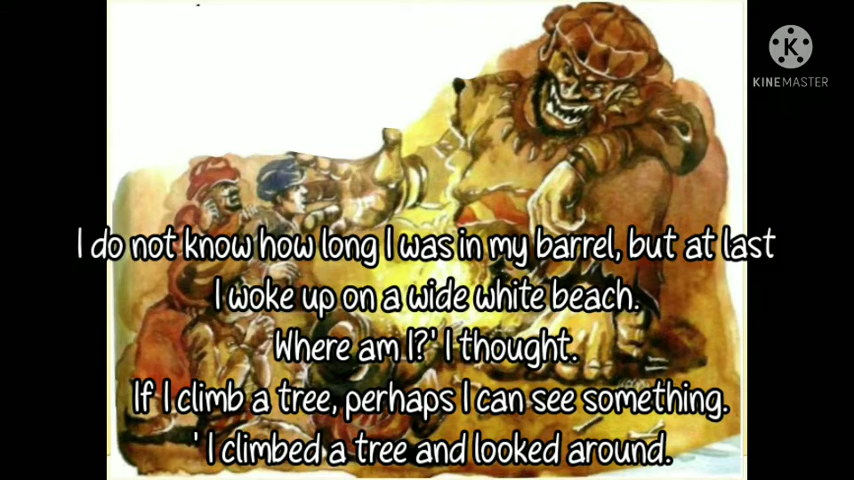 KINEMASTER
I do not know how long I was in my barrel, but at last
I woke up on a wide white beach.
Where am I?' I thought.
If I climb a tree, perhaps I can see something.
' I climbed a tree and looked around.